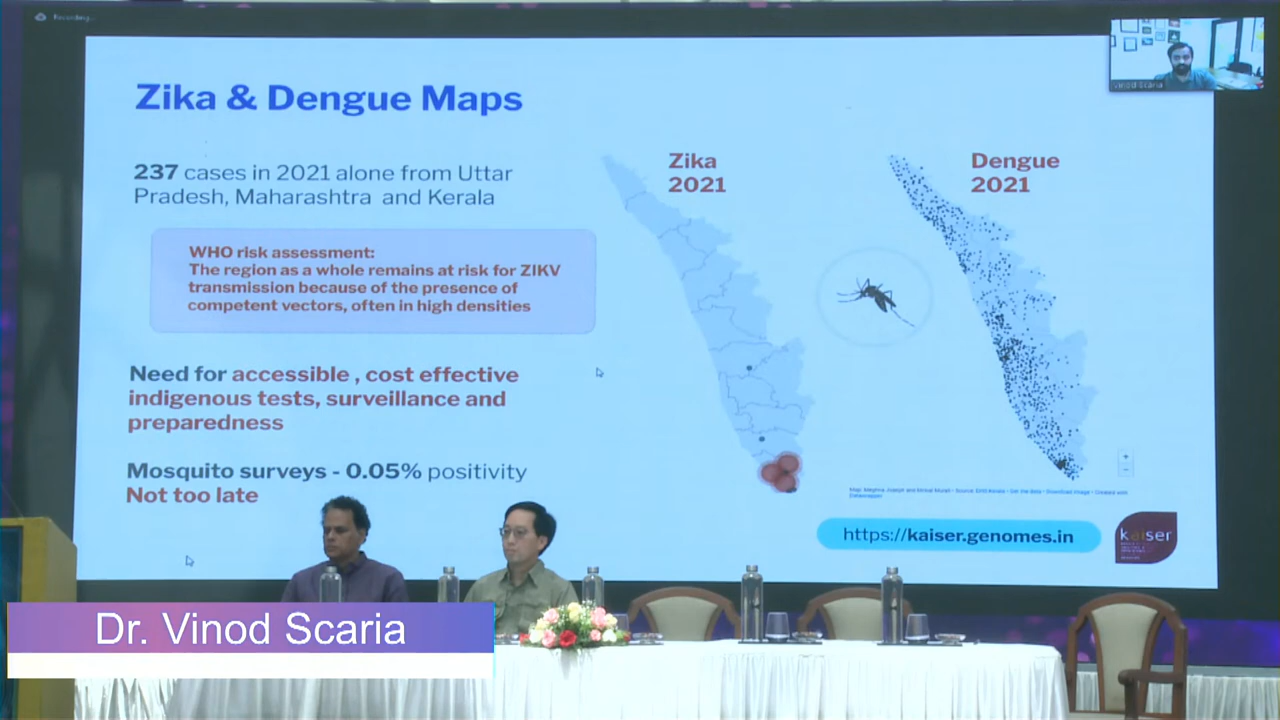 Recording...
Vinod Scaria
Zika & Dengue Maps
237 cases in 2021 alone from Uttar
Pradesh, Maharashtra and Kerala
WHO risk assessment:
The region as a whole remains at risk for ZIKV
transmission because of the presence of
competent vectors, often in high densities
Need for accessible , cost effective
indigenous tests, surveillance and
preparedness
Mosquito surveys - 0.05% positivity
Not too late
Zika
2021
Dengue
2021
+
-
https://kaiser.genomes.in
kaiser
Dr. Vinod Scaria